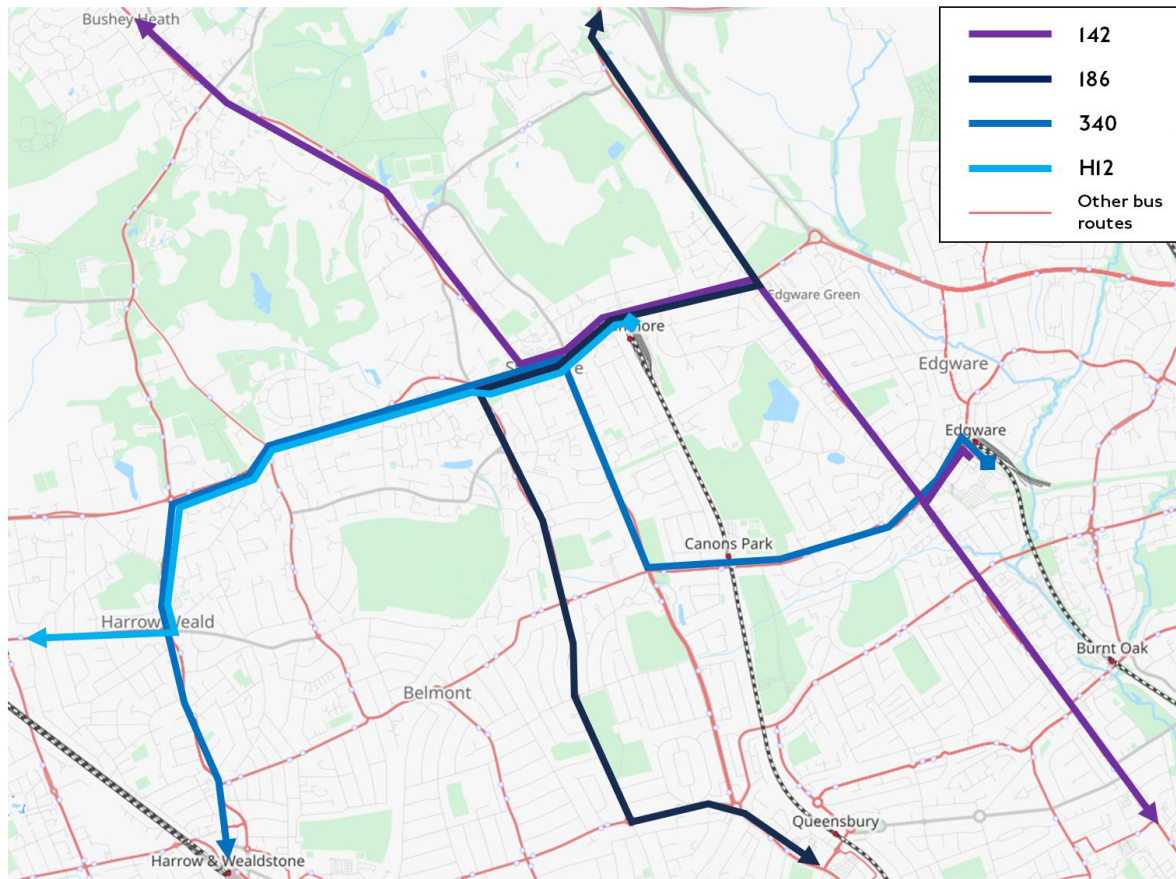 Bushey Heath
142
186
340
H12
Other bus
routes
Edgware Green
Edgware
Edgware
Canons Park
Harrow Weald
Burnt Oak
Belmont
Queensbury
Harrow & Wealdstone